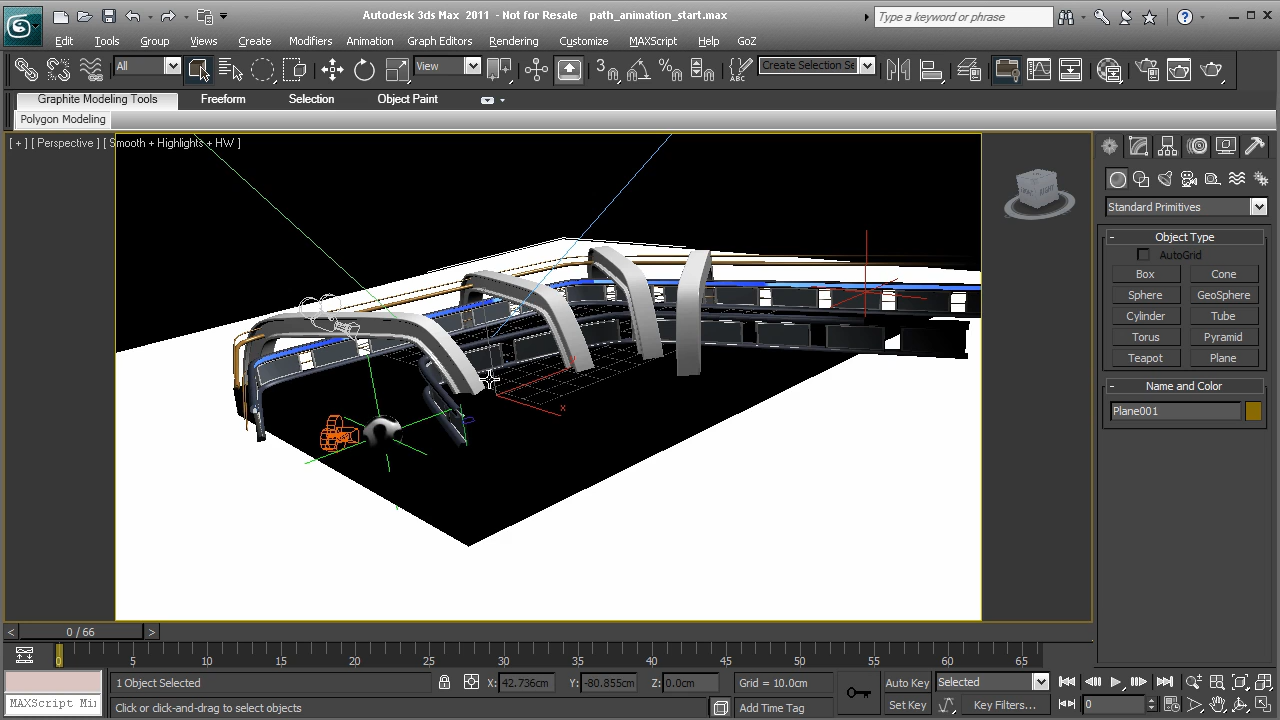 Autodesk 3ds Max 2011 - Not for Resale path_animation_start.max
Type a keyword or phrase
Edit Tools Group Views Create Modifiers Animation Graph Editors Rendering Customize MAXScript Help GoZ
All View Create Selection Se
Graphite Modeling Tools Freeform Selection Object Paint
Polygon Modeling
[ + ] [ Perspective ] [ Smooth + Highlights + HW ]
Standard Primitives
- Object Type
AutoGrid
Box Cone
Sphere GeoSphere
Cylinder Tube
Torus Pyramid
Teapot Plane
- Name and Color
Plane001
x
< 0 / 66 >
0 5 10 15 20 25 30 35 40 45 50 55 60 65
1 Object Selected X: 42.736cm Y: -80.855cm Z: 0.0cm Grid = 10.0cm Auto Key Selected
MAXScript Mi Click or click-and-drag to select objects Add Time Tag Set Key Key Filters... 0